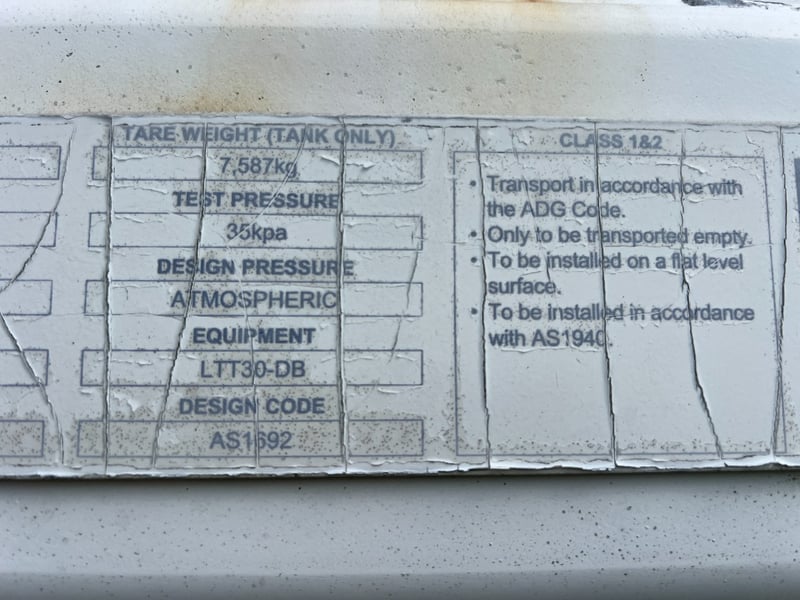 TARE WEIGHT (TANK ONLY)
7,587kg
TEST PRESSURE
35kpa
DESIGN PRESSURE
ATMOSPHERIC
EQUIPMENT
LTT30-DB
DESIGN CODE
AS1692
CLASS 1&2
• Transport in accordance with
the ADG Code.
• Only to be transported empty.
• To be installed on a flat level
surface.
• To be installed in accordance
with AS1940.